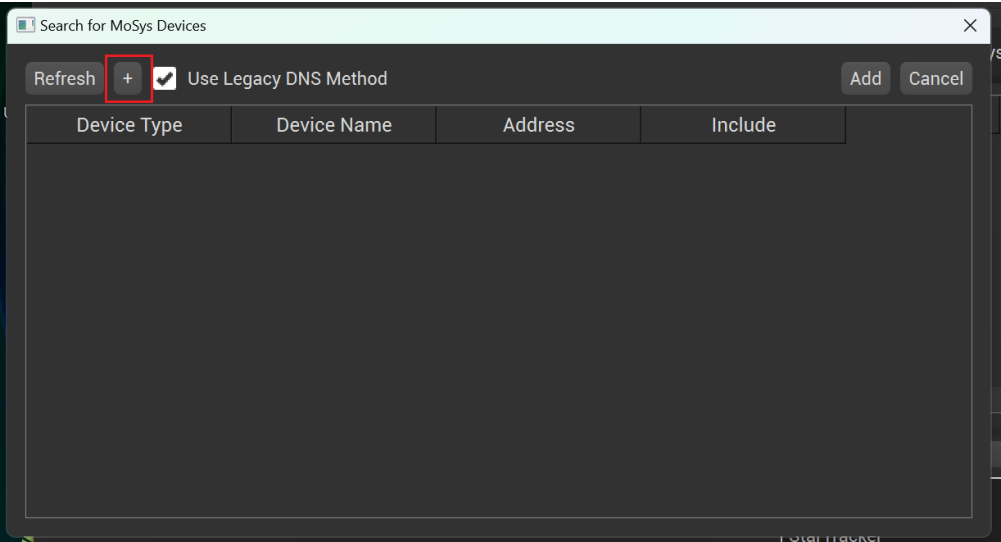 Search for MoSys Devices
Refresh + Use Legacy DNS Method Add Cancel
Device Type Device Name Address Include